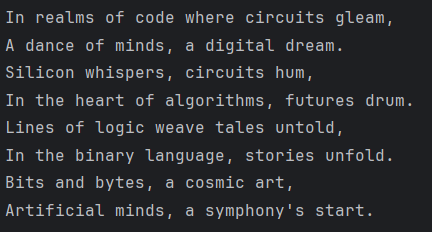 In realms of code where circuits gleam,
A dance of minds, a digital dream.
Silicon whispers, circuits hum,
In the heart of algorithms, futures drum.
Lines of logic weave tales untold,
In the binary language, stories unfold.
Bits and bytes, a cosmic art,
Artificial minds, a symphony's start.